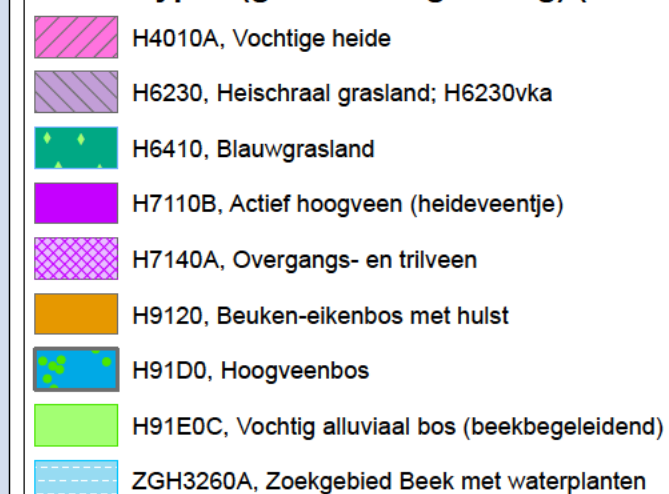 H4010A, Vochtige heide
H6230, Heischraal grasland; H6230vka
H6410, Blauwgrasland
H7110B, Actief hoogveen (heideveentje)
H7140A, Overgangs- en trilveen
H9120, Beuken-eikenbos met hulst
H91D0, Hoogveenbos
H91E0C, Vochtig alluviaal bos (beekbegeleidend)
ZGH3260A, Zoekgebied Beek met waterplanten